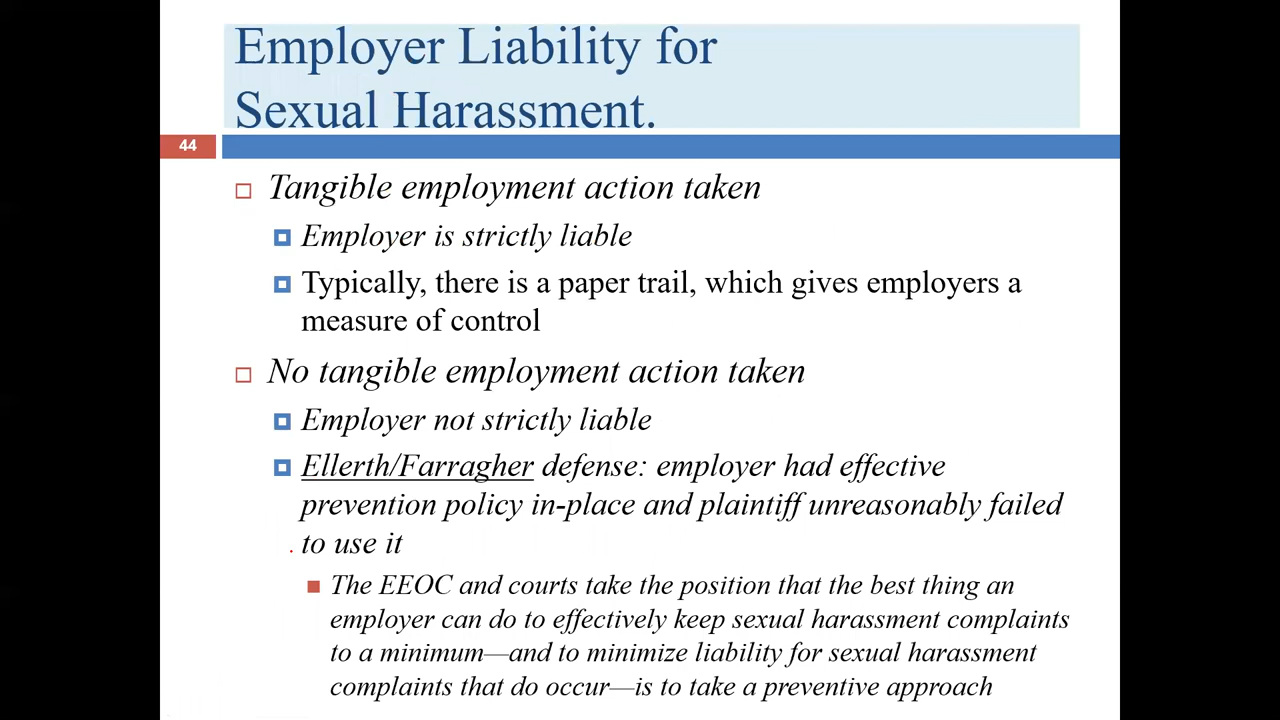 Employer Liability for
Sexual Harassment.
44
Tangible employment action taken
Employer is strictly liable
Typically, there is a paper trail, which gives employers a
measure of control
No tangible employment action taken
Employer not strictly liable
Ellerth/Farragher defense: employer had effective
prevention policy in-place and plaintiff unreasonably failed
to use it
The EEOC and courts take the position that the best thing an
employer can do to effectively keep sexual harassment complaints
to a minimum—and to minimize liability for sexual harassment
complaints that do occur—is to take a preventive approach